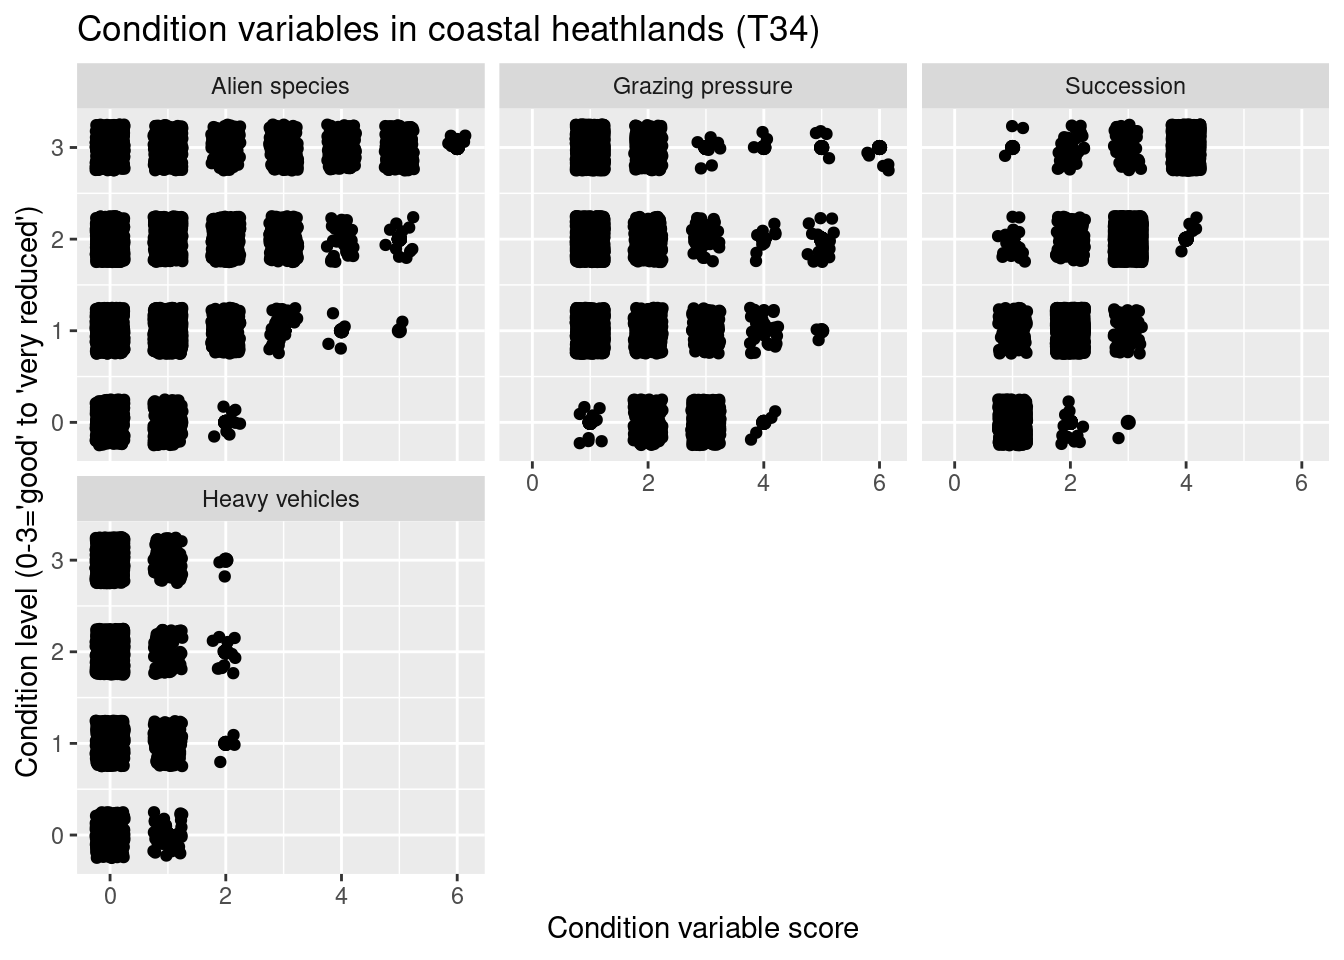 Condition variables in coastal heathlands (T34)
Alien species
Grazing pressure
Succession
3
2
1
0
0 2 4 6
0 2 4 6
Heavy vehicles
3
2
1
0
0 2 4 6
Condition level (0-3='good' to 'very reduced')
Condition variable score